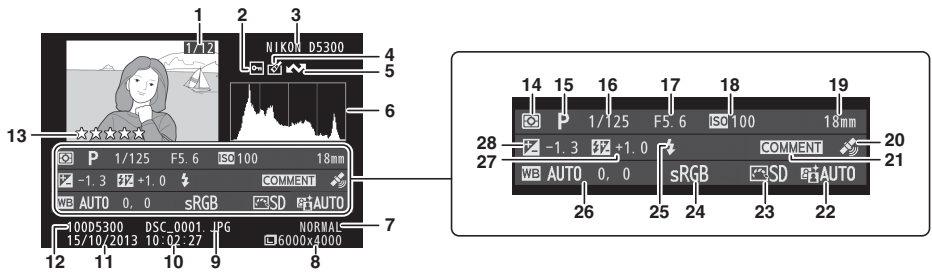 1 2 3
1/12 NIKON D5300
4
5
6
13
P 1/125 F5.6 ISO 100 18mm
-1.3 +1.0 COMMENT
WB AUTO 0, 0 sRGB SD AUTO
100D5300 DSC_0001.JPG NORMAL
15/10/2013 10:02:27 6000x4000
7
12 11 10 9 8
14 15 16 17 18 19
P 1/125 F5.6 ISO 100 18mm
28 -1.3 +1.0 COMMENT 20
27 21
WB AUTO 0, 0 sRGB SD AUTO
26 25 24 23 22